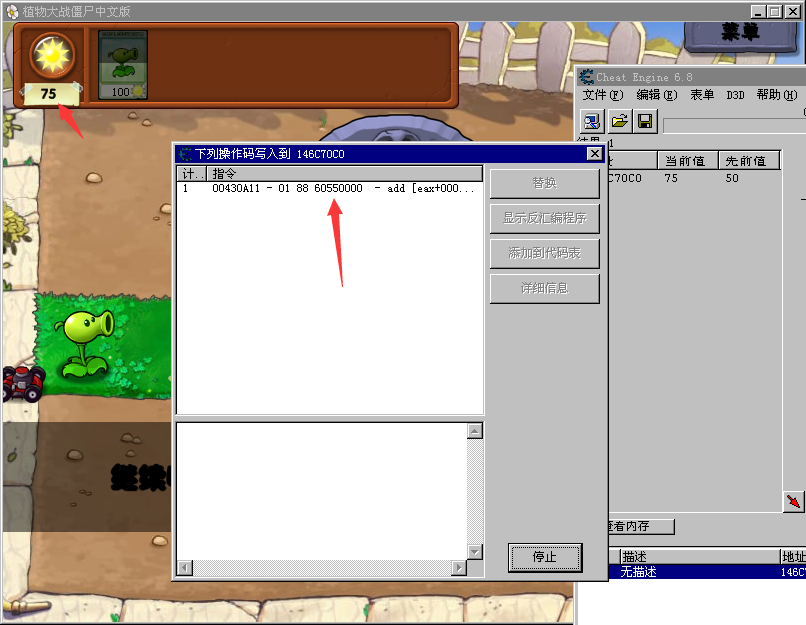 植物大战僵尸中文版
菜单
75
100
Cheat Engine 6.8
文件(F) 编辑(E) 表单 D3D 帮助(H)
1
当前值 先前值
C70C0 75 50
下列操作码写入到 146C70C0
计.. 指令
1 00430A11 - 01 88 60550000 - add [eax+000...
替换
显示反汇编程序
添加到代码表
详细信息
停止
查看内存
描述 地址
无描述 146C7